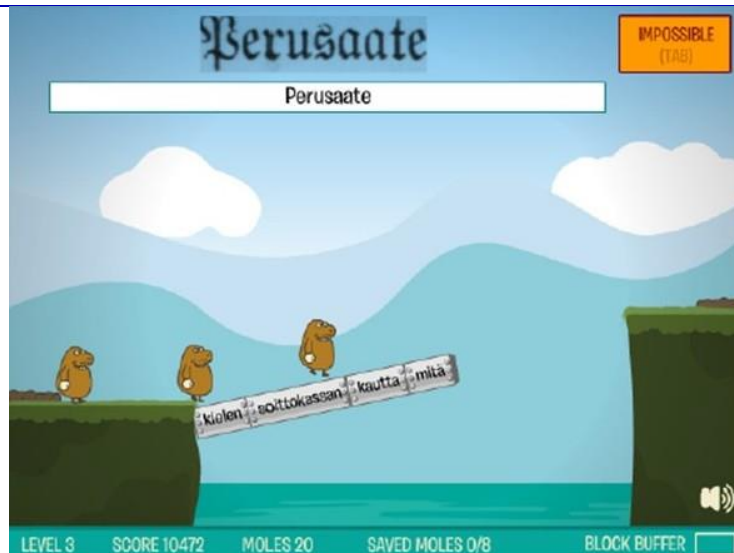 Perusaate
IMPOSSIBLE
(TAB)
Perusaate
kielen soittokassan kautta mitä
LEVEL 3 SCORE 10472 MOLES 20 SAVED MOLES 0/8 BLOCK BUFFER